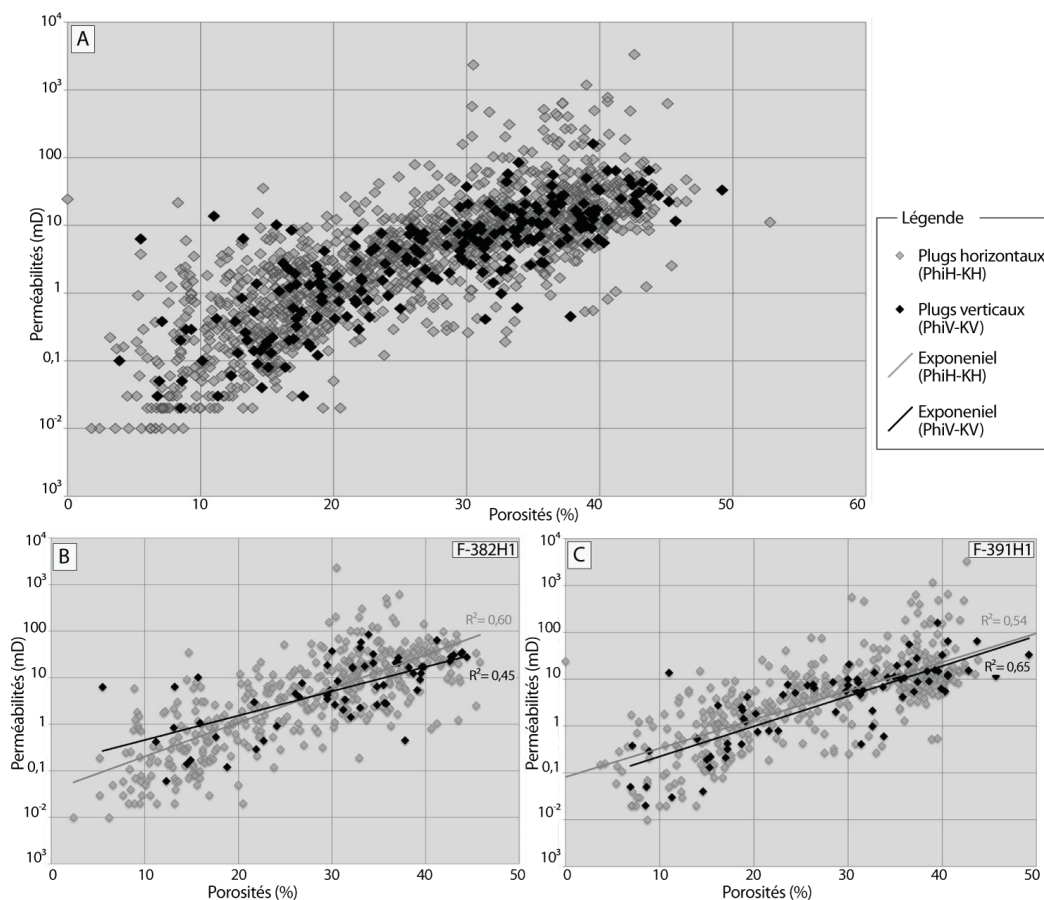 A
10⁴
10³
100
10
1
0,1
10⁻²
10³
Perméabilités (mD)
0
10
20
30
40
50
60
Porosités (%)
Légende
Plugs horizontaux
(PhiH-KH)
Plugs verticaux
(PhiV-KV)
Exponeniel
(PhiH-KH)
Exponeniel
(PhiV-KV)
B
F-382H1
10⁴
10³
100
10
1
0,1
10⁻²
10³
Perméabilités (mD)
R²= 0,60
R²= 0,45
0
10
20
30
40
50
Porosités (%)
C
F-391H1
10⁴
10³
100
10
1
0,1
10⁻²
10³
Perméabilités (mD)
R²= 0,54
R²= 0,65
0
10
20
30
40
50
Porosités (%)